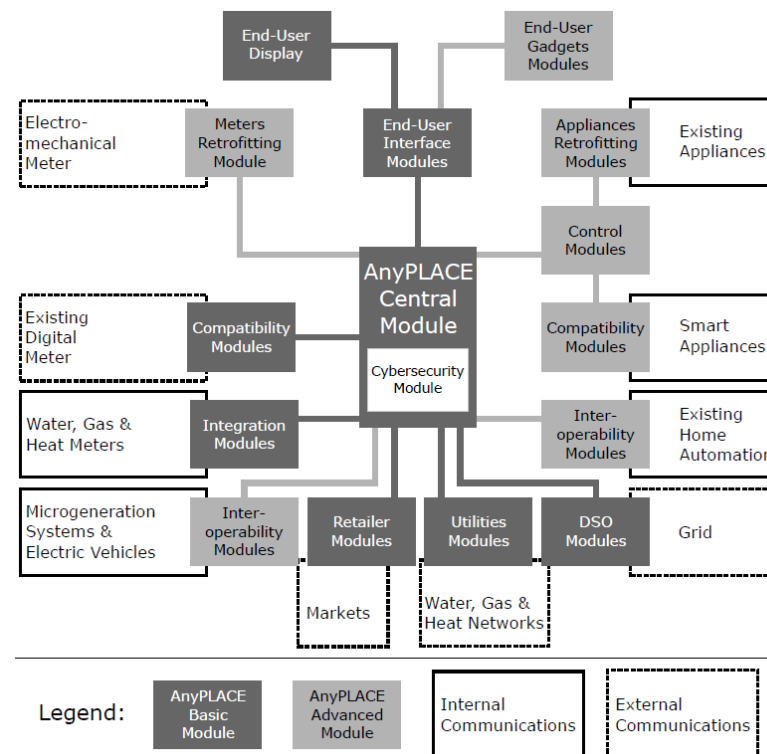 End-User
Display
End-User
Gadgets
Modules
Electro-
mechanical
Meter
Meters
Retrofitting
Module
End-User
Interface
Modules
Appliances
Retrofitting
Modules
Existing
Appliances
Control
Modules
AnyPLACE
Central
Module
Cybersecurity
Module
Existing
Digital
Meter
Compatibility
Modules
Compatibility
Modules
Smart
Appliances
Water, Gas &
Heat Meters
Integration
Modules
Inter-
operability
Modules
Existing
Home
Automation
Microgeneration
Systems &
Electric Vehicles
Inter-
operability
Modules
Retailer
Modules
Utilities
Modules
DSO
Modules
Grid
Markets
Water, Gas &
Heat Networks
Legend:
AnyPLACE
Basic
Module
AnyPLACE
Advanced
Module
Internal
Communications
External
Communications